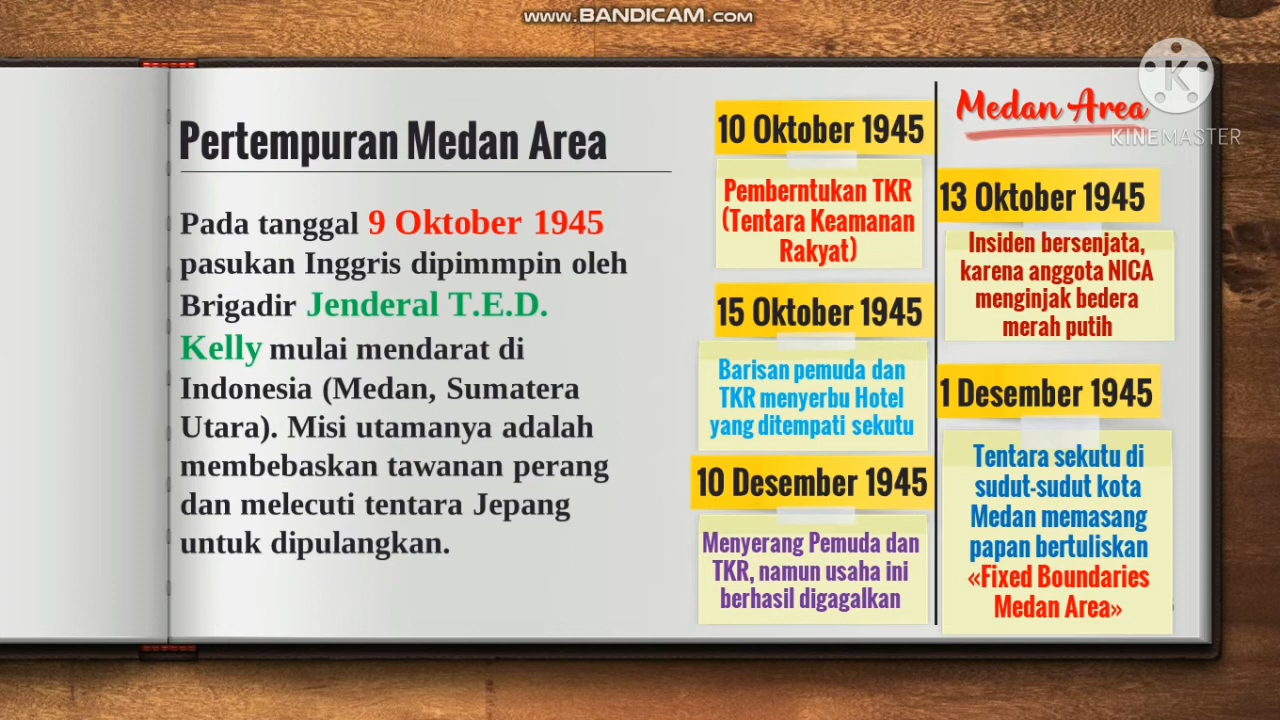 www.BANDICAM.com
Pertempuran Medan Area
Pada tanggal 9 Oktober 1945
pasukan Inggris dipimmpin oleh
Brigadir Jenderal T.E.D.
Kelly mulai mendarat di
Indonesia (Medan, Sumatera
Utara). Misi utamanya adalah
membebaskan tawanan perang
dan melecuti tentara Jepang
untuk dipulangkan.
10 Oktober 1945
Pemberntukan TKR
(Tentara Keamanan
Rakyat)
15 Oktober 1945
Barisan pemuda dan
TKR menyerbu Hotel
yang ditempati sekutu
10 Desember 1945
Menyerang Pemuda dan
TKR, namun usaha ini
berhasil digagalkan
Medan Area
K
KINEMASTER
13 Oktober 1945
Insiden bersenjata,
karena anggota NICA
menginjak bedera
merah putih
1 Desember 1945
Tentara sekutu di
sudut-sudut kota
Medan memasang
papan bertuliskan
«Fixed Boundaries
Medan Area»